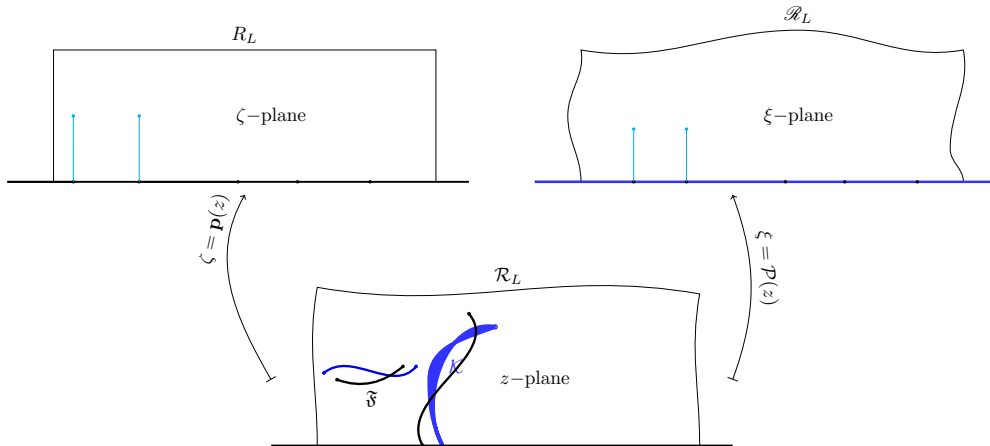 R_L
ℛ_L
ζ−plane
ξ−plane
ζ = 𝐩(z)
ξ = 𝒫(z)
ℛ_L
𝒦
z−plane
𝔉